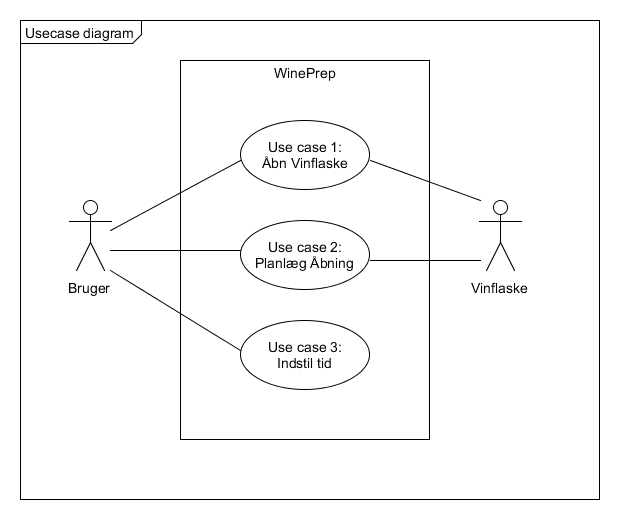 Usecase diagram
WinePrep
Use case 1:
Åbn Vinflaske
Use case 2:
Planlæg Åbning
Bruger
Vinflaske
Use case 3:
Indstil tid